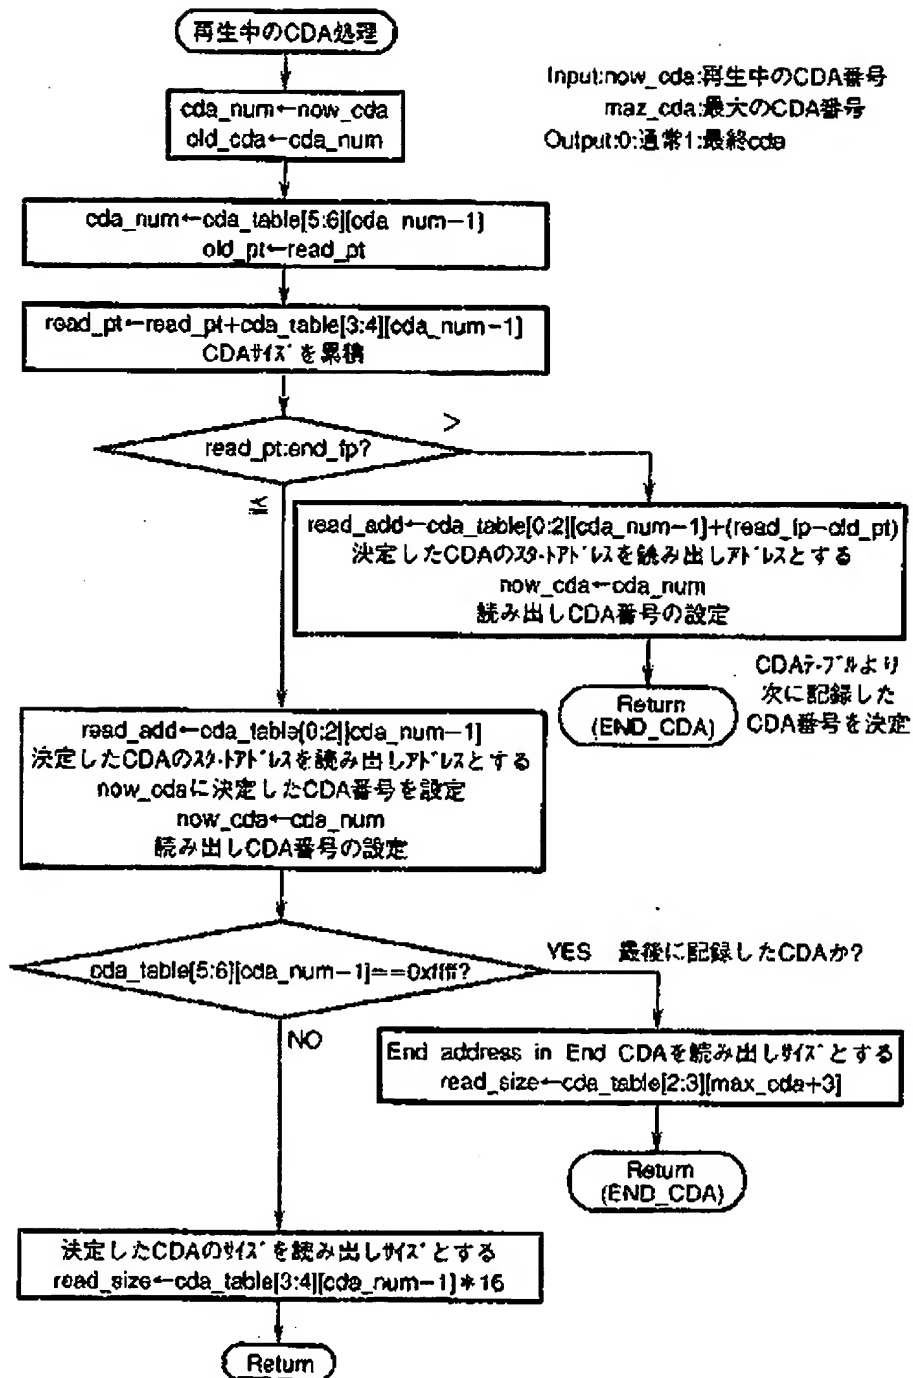 再生中のCDA処理
Input:now_cda:再生中のCDA番号
maz_cda:最大のCDA番号
Output:0:通常1:最終cda
cda_num←now_cda
old_cda←cda_num
cda_num←cda_table[5:6][cda_num−1]
old_pt←read_pt
read_pt←read_pt+cda_table[3:4][cda_num−1]
CDAｻｲｽﾞを累積
>
read_pt:end_fp?
≦
read_add←cda_table[0:2][cda_num−1]+(read_fp−old_pt)
決定したCDAのｽﾀ-ﾄｱﾄﾞﾚｽを読み出しｱﾄﾞﾚｽとする
now_cda←cda_num
読み出しCDA番号の設定
Return
(END_CDA)
CDAﾃ-ﾌﾞﾙより
次に記録した
CDA番号を決定
read_add←cda_table[0:2][cda_num−1]
決定したCDAのｽﾀ-ﾄｱﾄﾞﾚｽを読み出しｱﾄﾞﾚｽとする
now_cdaに決定したCDA番号を設定
now_cda←cda_num
読み出しCDA番号の設定
cda_table[5:6][cda_num−1]==0xffff?
YES 最後に記録したCDAか?
NO
End address in End CDAを読み出しｻｲｽﾞとする
read_size←cda_table[2:3][max_cda+3]
Return
(END_CDA)
決定したCDAのｻｲｽﾞを読み出しｻｲｽﾞとする
read_size←cda_table[3:4][cda_num−1]*16
Return